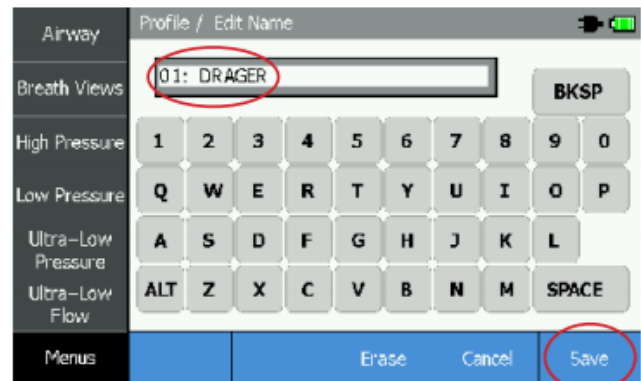 Airway
Profile / Edit Name
Breath Views
01: DRAGER
BKSP
High Pressure
1 2 3 4 5 6 7 8 9 0
Low Pressure
Q W E R T Y U I O P
Ultra-Low
Pressure
A S D F G H J K L
Ultra-Low
Flow
ALT Z X C V B N M SPACE
Menus
Erase Cancel Save